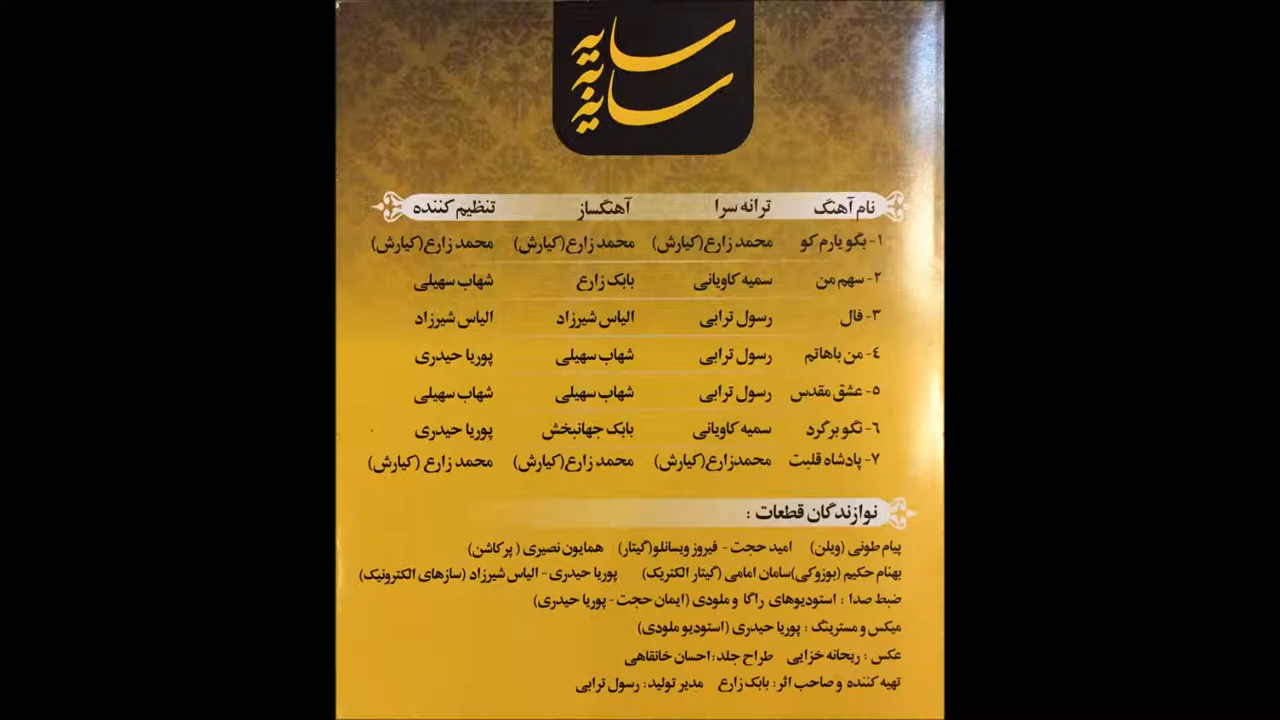 سایه
سایه
نام آهنگ ترانه سرا آهنگساز تنظیم کننده
۱- بگو یارم کو محمد زارع(کیارش) محمد زارع(کیارش) محمد زارع(کیارش)
۲- سهم من سمیه کاویانی بابک زارع شهاب سهیلی
۳- فال رسول ترابی الیاس شیرزاد الیاس شیرزاد
٤- من باهاتم رسول ترابی شهاب سهیلی پوریا حیدری
۵- عشق مقدس رسول ترابی شهاب سهیلی شهاب سهیلی
٦- نگو برگرد سمیه کاویانی بابک جهانبخش پوریا حیدری
۷- پادشاه قلبت محمدزارع(کیارش) محمد زارع(کیارش) محمد زارع (کیارش)
نوازندگان قطعات :
پیام طونی (ویلن) امید حجت - فیروز ویسانلو(گیتار) همایون نصیری ( پرکاشن)
بهنام حکیم (بوزوکی)سامان امامی (گیتار الکتریک) پوریا حیدری - الیاس شیرزاد (سازهای الکترونیک)
ضبط صدا : استودیوهای راگا و ملودی (ایمان حجت - پوریا حیدری)
میکس و مسترینگ : پوریا حیدری (استودیو ملودی)
عکس : ریحانه خزایی طراح جلد: احسان خانقاهی
تهیه کننده و صاحب اثر: بابک زارع مدیر تولید: رسول ترابی